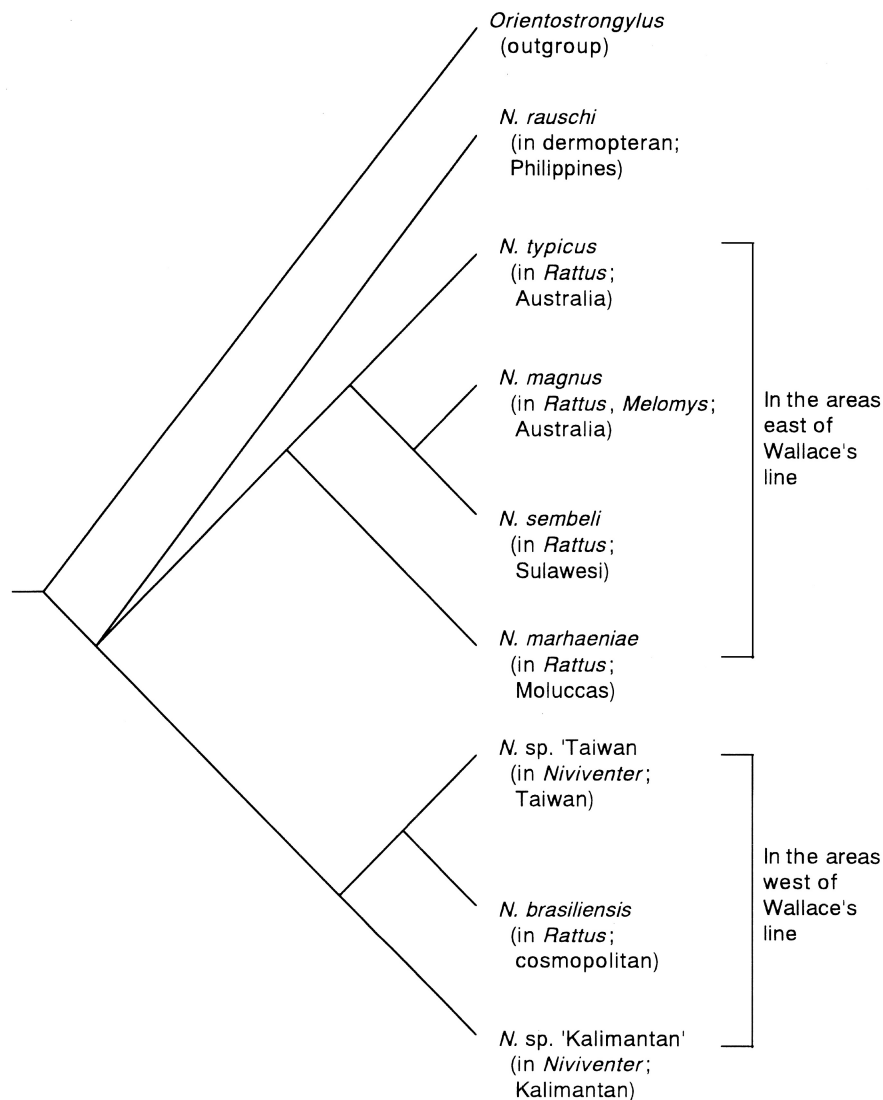 Orientostrongylus
(outgroup)
N. rauschi
(in dermopteran;
Philippines)
N. typicus
(in Rattus;
Australia)
N. magnus
(in Rattus, Melomys;
Australia)
N. sembeli
(in Rattus;
Sulawesi)
N. marhaeniae
(in Rattus;
Moluccas)
In the areas
east of
Wallace's
line
N. sp. 'Taiwan
(in Niviventer;
Taiwan)
N. brasiliensis
(in Rattus;
cosmopolitan)
N. sp. 'Kalimantan'
(in Niviventer;
Kalimantan)
In the areas
west of
Wallace's
line